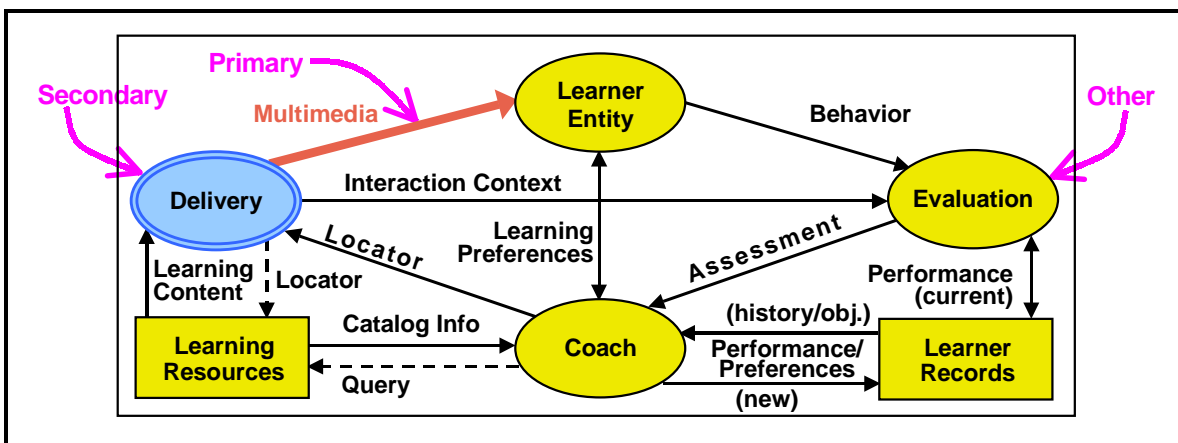 Primary
Secondary
Multimedia
Learner
Entity
Behavior
Other
Delivery
Interaction Context
Evaluation
Learning
Preferences
Locator
Assessment
Learning
Content
Locator
Performance
(current)
Learning
Resources
Catalog Info
Query
Coach
(history/obj.)
Performance/
Preferences
(new)
Learner
Records